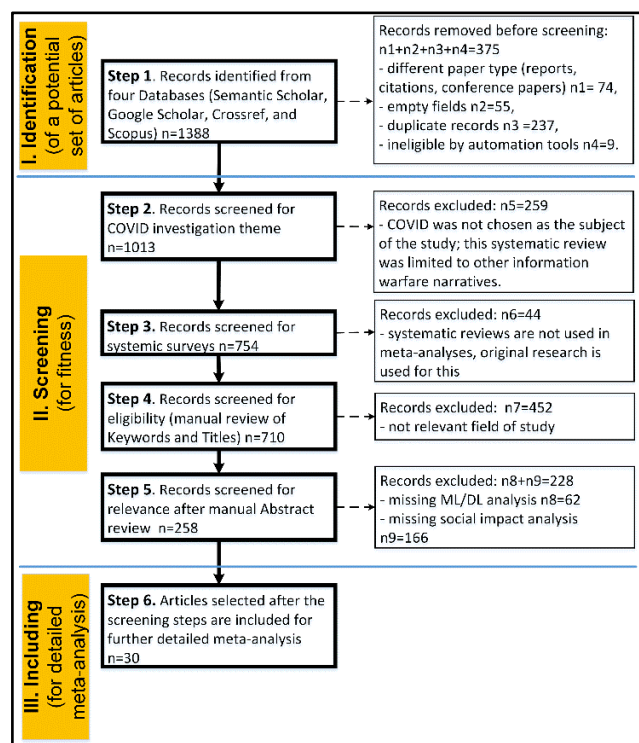 I. Identification
(of a potential
set of articles)
Step 1. Records identified from
four Databases (Semantic Scholar,
Google Scholar, Crossref, and
Scopus) n=1388
Records removed before screening:
n1+n2+n3+n4=375
- different paper type (reports,
citations, conference papers) n1= 74,
- empty fields n2=55,
- duplicate records n3 =237,
- ineligible by automation tools n4=9.
II. Screening
(for fitness)
Step 2. Records screened for
COVID investigation theme
n=1013
Records excluded: n5=259
- COVID was not chosen as the subject
of the study; this systematic review
was limited to other information
warfare narratives.
Step 3. Records screened for
systemic surveys n=754
Records excluded: n6=44
- systematic reviews are not used in
meta-analyses, original research is
used for this
Step 4. Records screened for
eligibility (manual review of
Keywords and Titles) n=710
Records excluded:  n7=452
- not relevant field of study
Step 5. Records screened for
relevance after manual Abstract
review  n=258
Records excluded: n8+n9=228
- missing ML/DL analysis n8=62
- missing social impact analysis
n9=166
III. Including
(for detailed
meta-analysis)
Step 6. Articles selected after the
screening steps are included for
further detailed meta-analysis
n=30